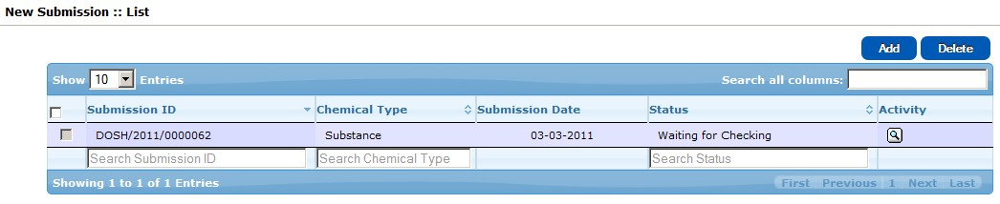 New Submission :: List
Add Delete
Show 10 Entries Search all columns:
Submission ID Chemical Type Submission Date Status Activity
DOSH/2011/0000062 Substance 03-03-2011 Waiting for Checking
Search Submission ID Search Chemical Type Search Status
Showing 1 to 1 of 1 Entries First Previous 1 Next Last